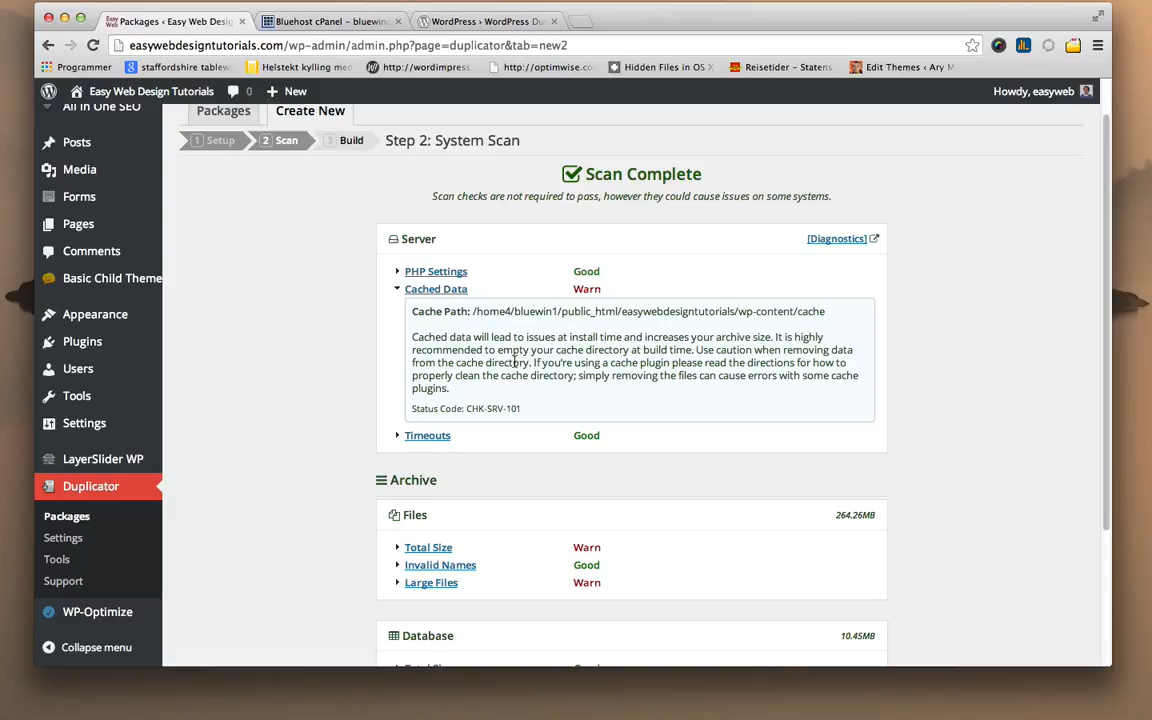 Packages ‹ Easy Web Desig
Bluehost cPanel – bluewin
WordPress › WordPress Du
easywebdesigntutorials.com/wp-admin/admin.php?page=duplicator&tab=new2
Programmer
staffordshire tablew
Helstekt kylling me
http://wordimpress.
http://optimwise.co
Hidden Files in OS X
Reisetider – Statens
Edit Themes ‹ Ary M
Easy Web Design Tutorials
0
New
Howdy, easyweb
All In One SEO
Posts
Media
Forms
Pages
Comments
Basic Child Theme
Appearance
Plugins
Users
Tools
Settings
LayerSlider WP
Duplicator
Packages
Settings
Tools
Support
WP-Optimize
Collapse menu
Packages
Create New
1 Setup
2 Scan
3 Build
Step 2: System Scan
Scan Complete
Scan checks are not required to pass, however they could cause issues on some systems.
Server
[Diagnostics]
PHP Settings Good
Cached Data Warn
Cache Path: /home4/bluewin1/public_html/easywebdesigntutorials/wp-content/cache
Cached data will lead to issues at install time and increases your archive size. It is highly
recommended to empty your cache directory at build time. Use caution when removing data
from the cache directory. If you're using a cache plugin please read the directions for how to
properly clean the cache directory; simply removing the files can cause errors with some cache
plugins.
Status Code: CHK-SRV-101
Timeouts Good
Archive
Files 264.26MB
Total Size Warn
Invalid Names Good
Large Files Warn
Database 10.45MB